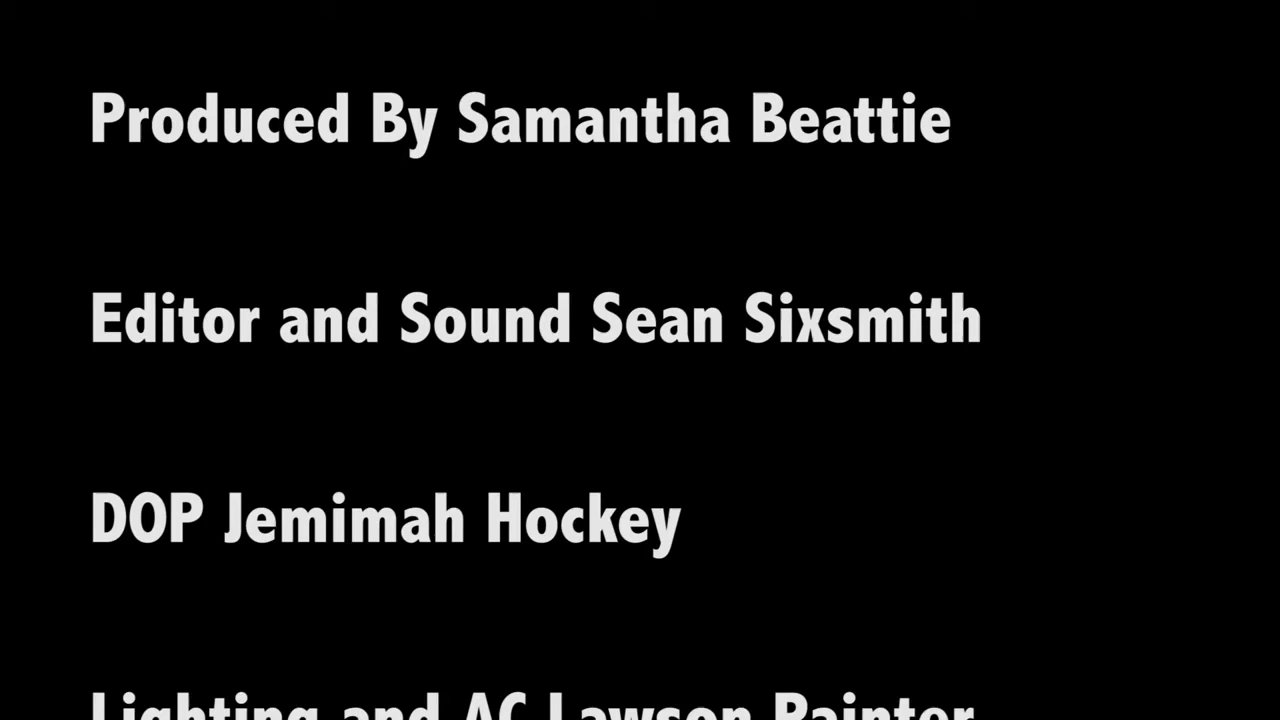 Produced By Samantha Beattie
Editor and Sound Sean Sixsmith
DOP Jemimah Hockey
Lighting and AC Lawson Painter